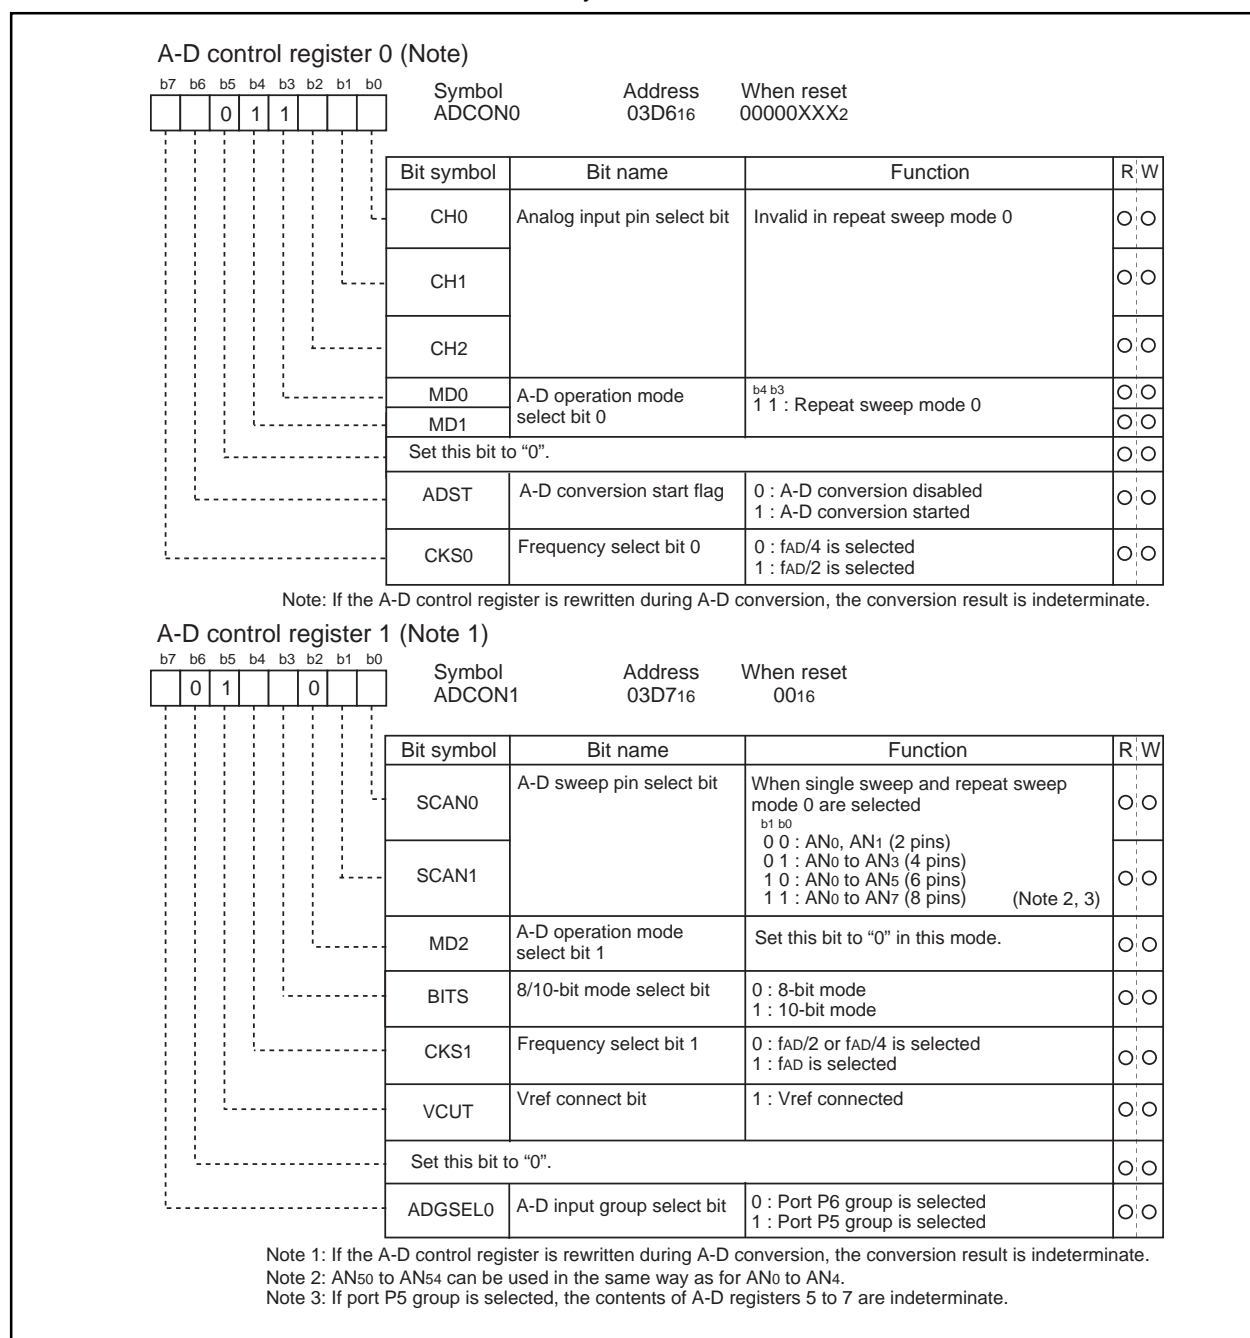 A-D control register 0 (Note)
b7 b6 b5 b4 b3 b2 b1 b0
0 1 1
Symbol Address When reset
ADCON0 03D616 00000XXX2
Bit symbol Bit name Function R W
CH0 Analog input pin select bit Invalid in repeat sweep mode 0
CH1
CH2
MD0 A-D operation mode b4 b3
select bit 0 1 1 : Repeat sweep mode 0
MD1
Set this bit to “0”.
ADST A-D conversion start flag 0 : A-D conversion disabled
1 : A-D conversion started
CKS0 Frequency select bit 0 0 : fAD/4 is selected
1 : fAD/2 is selected
Note: If the A-D control register is rewritten during A-D conversion, the conversion result is indeterminate.
A-D control register 1 (Note 1)
b7 b6 b5 b4 b3 b2 b1 b0
0 1 0
Symbol Address When reset
ADCON1 03D716 0016
Bit symbol Bit name Function R W
SCAN0 A-D sweep pin select bit When single sweep and repeat sweep
mode 0 are selected
b1 b0
0 0 : AN0, AN1 (2 pins)
0 1 : AN0 to AN3 (4 pins)
SCAN1 1 0 : AN0 to AN5 (6 pins)
1 1 : AN0 to AN7 (8 pins) (Note 2, 3)
MD2 A-D operation mode Set this bit to “0” in this mode.
select bit 1
BITS 8/10-bit mode select bit 0 : 8-bit mode
1 : 10-bit mode
CKS1 Frequency select bit 1 0 : fAD/2 or fAD/4 is selected
1 : fAD is selected
VCUT Vref connect bit 1 : Vref connected
Set this bit to “0”.
ADGSEL0 A-D input group select bit 0 : Port P6 group is selected
1 : Port P5 group is selected
Note 1: If the A-D control register is rewritten during A-D conversion, the conversion result is indeterminate.
Note 2: AN50 to AN54 can be used in the same way as for AN0 to AN4.
Note 3: If port P5 group is selected, the contents of A-D registers 5 to 7 are indeterminate.